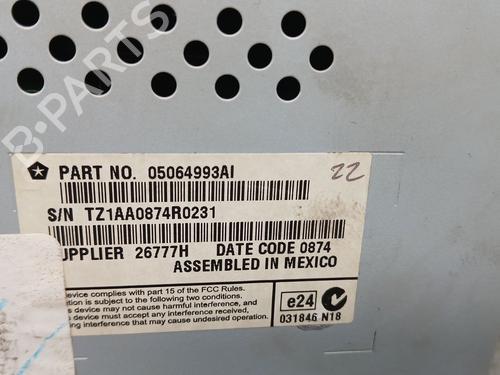 B-PARTS
PART NO. 05064993AI
22
S/N TZ1AA0874R0231
UPPLIER 26777H DATE CODE 0874
ASSEMBLED IN MEXICO
device complies with part 15 of the FCC Rules.
ation is subject to the following two conditions.
s device may not cause harmful interference, and
device must accept any interference received,
ing interference that may cause undesired operation.
e24
031846 N18